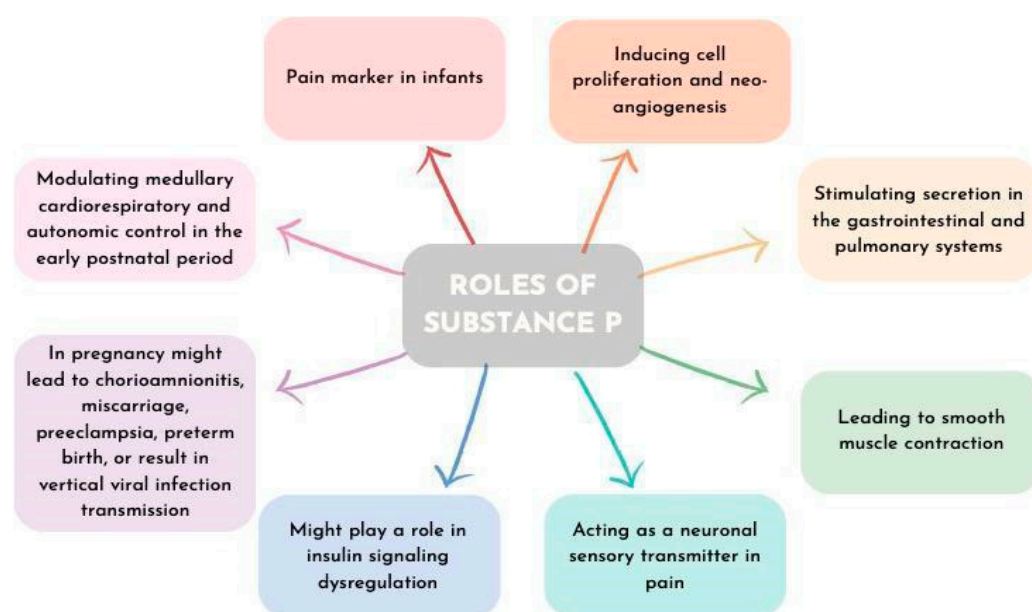 Pain marker in infants
Inducing cell
proliferation and neo-
angiogenesis
Modulating medullary
cardiorespiratory and
autonomic control in the
early postnatal period
Stimulating secretion in
the gastrointestinal and
pulmonary systems
ROLES OF
SUBSTANCE P
In pregnancy might
lead to chorioamnionitis,
miscarriage,
preeclampsia, preterm
birth, or result in
vertical viral infection
transmission
Leading to smooth
muscle contraction
Might play a role in
insulin signaling
dysregulation
Acting as a neuronal
sensory transmitter in
pain